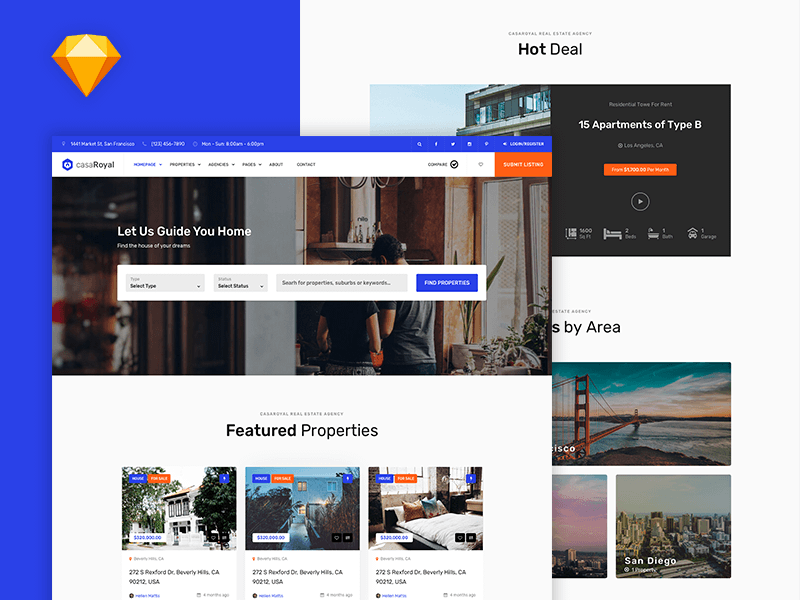 CASAROYAL REAL ESTATE AGENCY
Hot Deal
Residential Towe For Rent
15 Apartments of Type B
Los Angeles, CA
From $1,700.00 Per Month
1600 Sq Ft
2 Beds
1 Bath
1 Garage
1441 Market St, San Francisco
(123) 456-7890
Mon - Sun: 8:00am - 6:00pm
LOGIN/REGISTER
casaRoyal
HOMEPAGE
PROPERTIES
AGENCIES
PAGES
ABOUT
CONTACT
COMPARE
SUBMIT LISTING
Let Us Guide You Home
Find the house of your dreams
Type
Select Type
Status
Select Status
Searh for properties, suburbs or keywords...
FIND PROPERTIES
ESTATE AGENCY
s by Area
cisco
San Diego
1 Property
CASAROYAL REAL ESTATE AGENCY
Featured Properties
HOUSE
FOR SALE
$320,000.00
Beverly Hills, CA
272 S Rexford Dr, Beverly Hills, CA
90212, USA
Helen Mattis
4 months ago
HOUSE
FOR SALE
$320,000.00
Beverly Hills, CA
272 S Rexford Dr, Beverly Hills, CA
90212, USA
4 months ago
HOUSE
FOR SALE
$320,000.00
Beverly Hills, CA
272 S Rexford Dr, Beverly Hills, CA
90212, USA
4 months ago